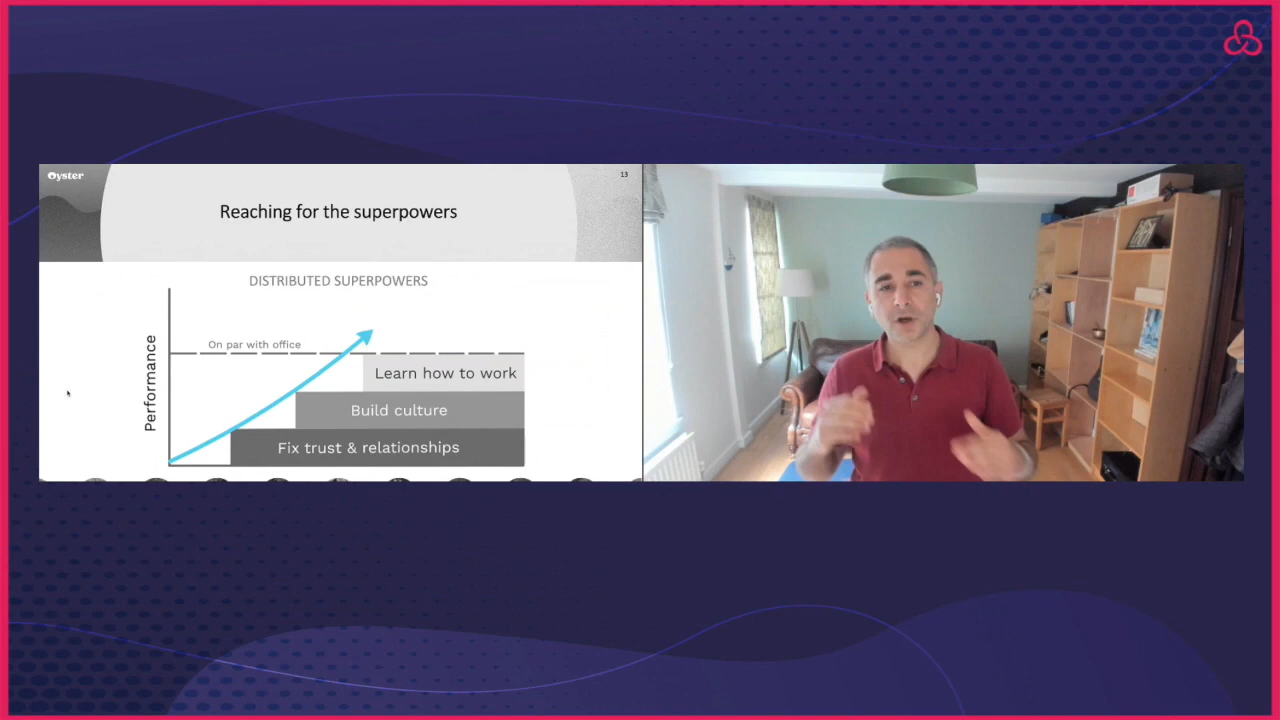 Oyster
13
Reaching for the superpowers
DISTRIBUTED SUPERPOWERS
On par with office
Performance
Learn how to work
Build culture
Fix trust & relationships